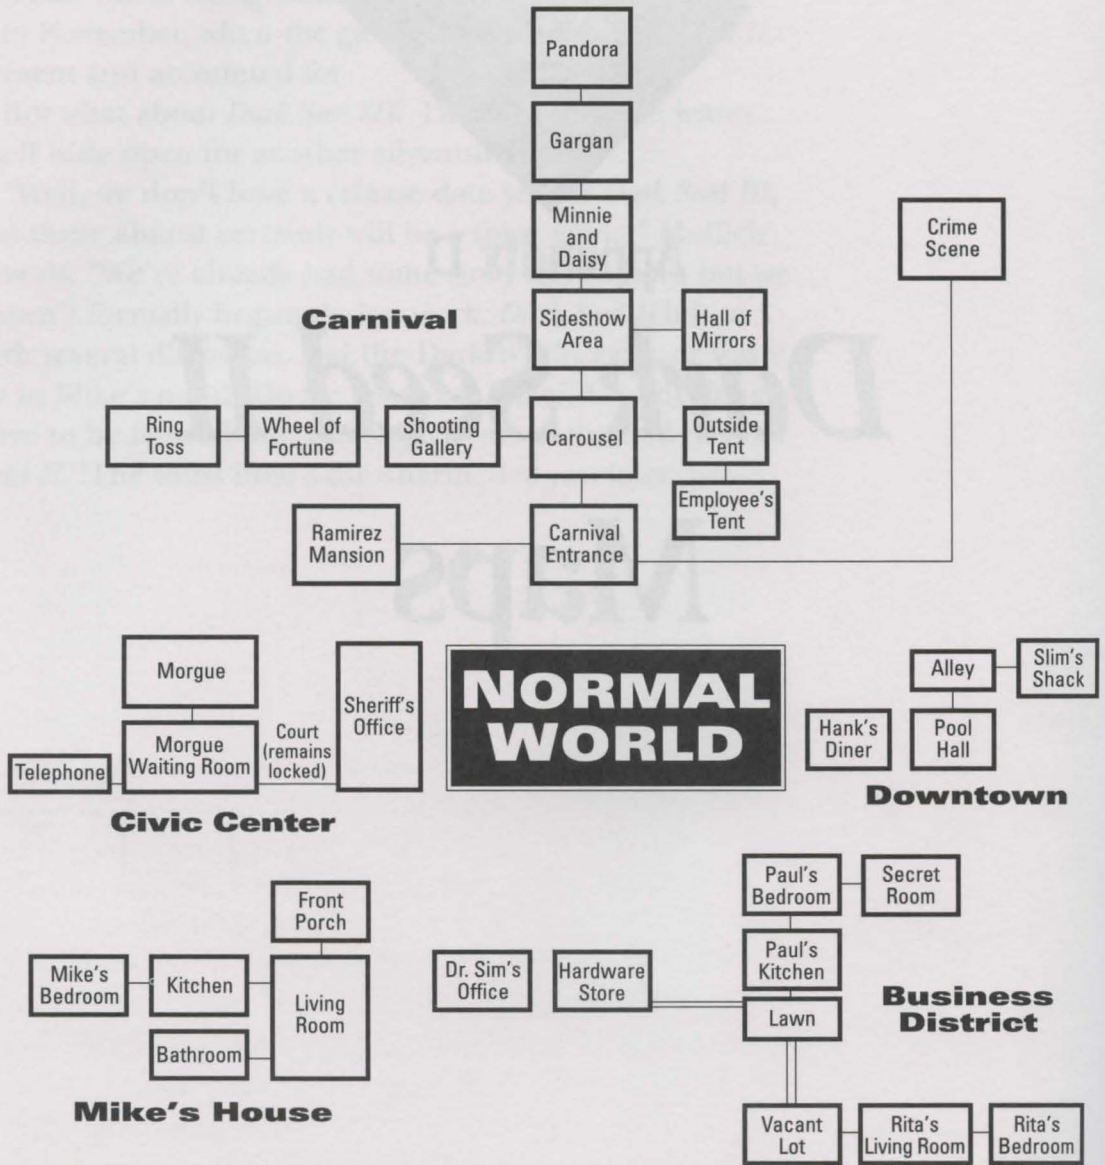 Pandora
Gargan
Minnie
and
Daisy
Crime
Scene
Carnival
Sideshow
Area
Hall of
Mirrors
Ring
Toss
Wheel of
Fortune
Shooting
Gallery
Carousel
Outside
Tent
Employee's
Tent
Ramirez
Mansion
Carnival
Entrance
Morgue
Morgue
Waiting Room
Telephone
Court
(remains
locked)
Sheriff's
Office
Civic Center
NORMAL
WORLD
Alley
Slim's
Shack
Hank's
Diner
Pool
Hall
Downtown
Front
Porch
Mike's
Bedroom
Kitchen
Living
Room
Bathroom
Mike's House
Paul's
Bedroom
Secret
Room
Paul's
Kitchen
Dr. Sim's
Office
Hardware
Store
Lawn
Business
District
Vacant
Lot
Rita's
Living Room
Rita's
Bedroom